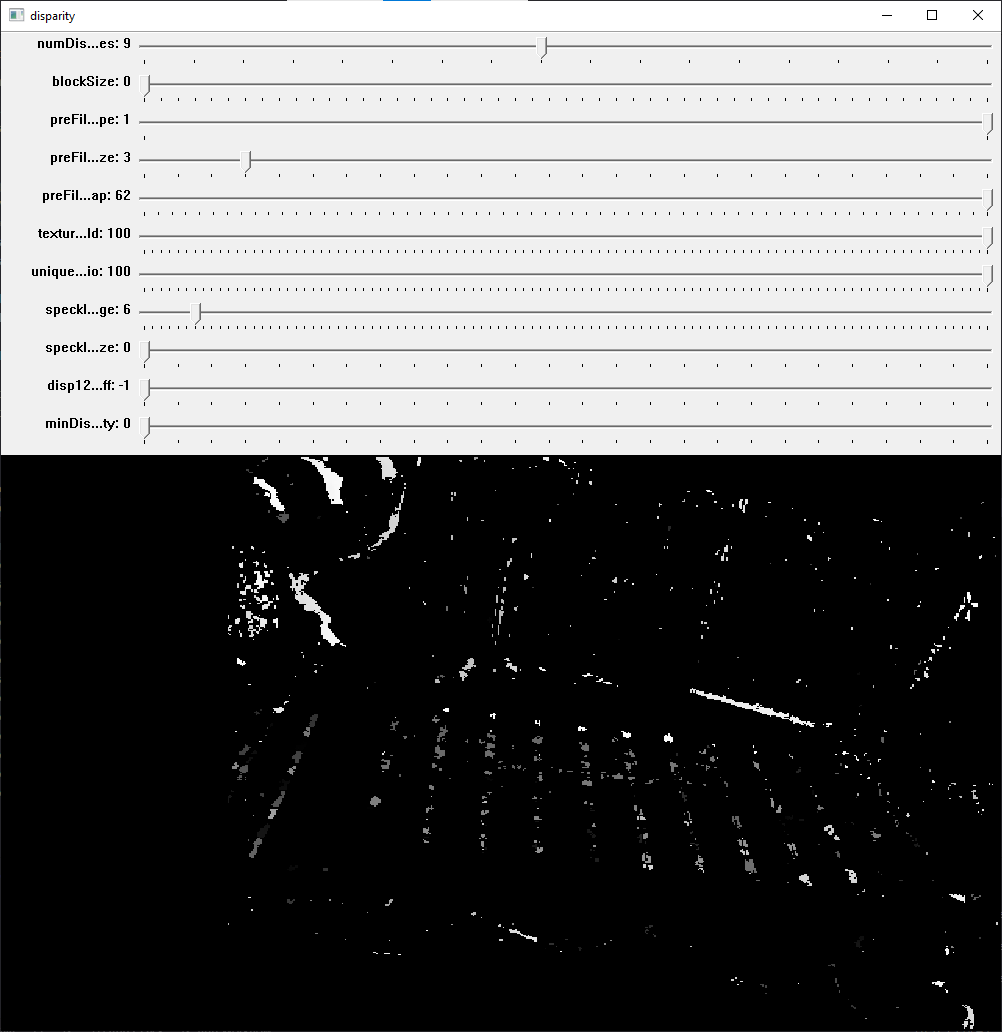 disparity
numDis...es: 9
blockSize: 0
preFil...pe: 1
preFil...ze: 3
preFil...ap: 62
textur...ld: 100
unique...io: 100
speckl...ge: 6
speckl...ze: 0
disp12...ff: -1
minDis...ty: 0